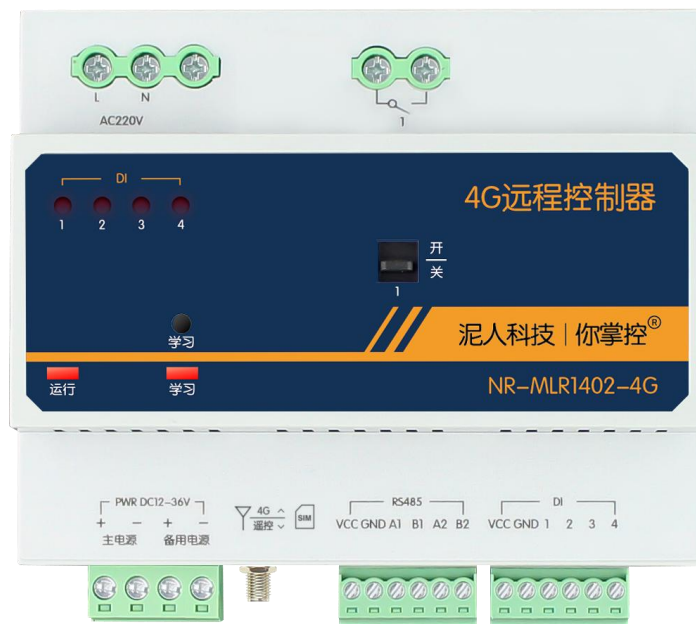 L N
AC220V
1
DI
1 2 3 4
4G远程控制器
开
关
1
学习
泥人科技|你掌控®
运行 学习
NR-MLR1402-4G
PWR DC12-36V
+ - + -
主电源 备用电源
4G
遥控
SIM
RS485
VCC GND A1 B1 A2 B2
DI
VCC GND 1 2 3 4